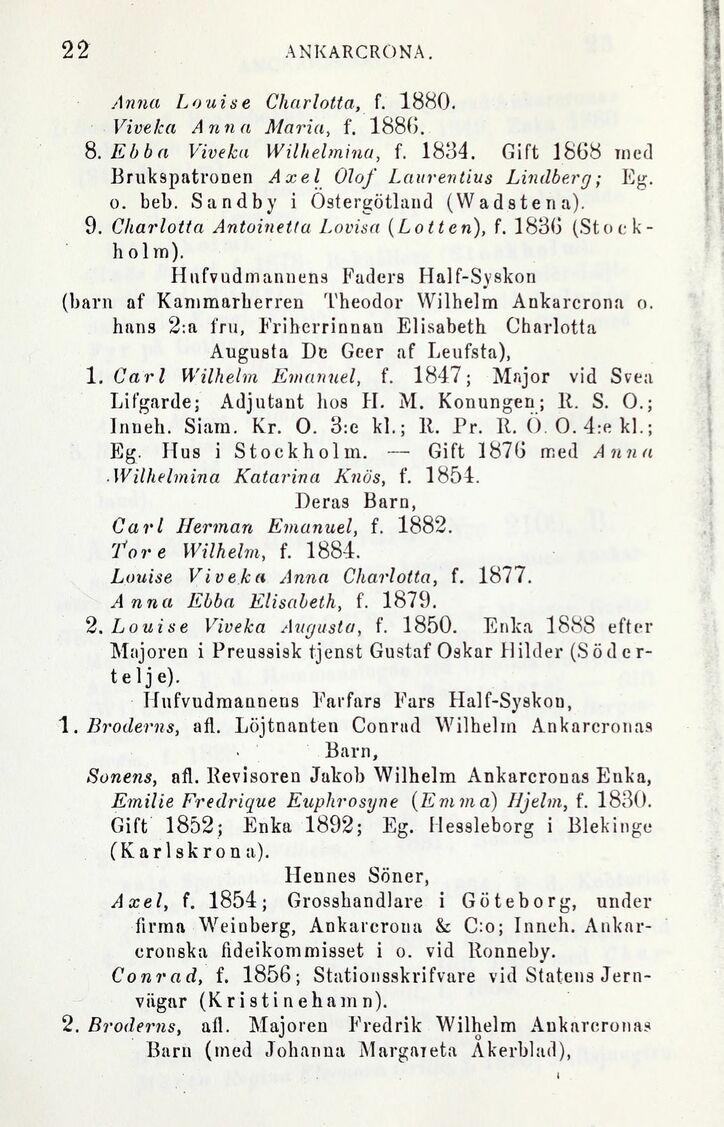 22 ANKARCRONA.
Anna Louise Charlotta, f. 1880.
Viveka Anna Maria, f. 1886.
8. Ebba Viveka Wilhelmina, f. 1834. Gift 1868 med
Brukspatronen Axel Olof Laurentius Lindberg; Eg.
o. beb. Sandby i Östergötland (Wadstena).
9. Charlotta Antoinetta Lovisa (Lotten), f. 1836 (Stock-
holm).
Hufvudmannens Faders Half-Syskon
(barn af Kammarherren Theodor Wilhelm Ankarcrona o.
hans 2:a fru, Friherrinnan Elisabeth Charlotta
Augusta De Geer af Leufsta),
1. Carl Wilhelm Emanuel, f. 1847; Major vid Svea
Lifgarde; Adjutant hos H. M. Konungen; R. S. O.;
Inneh. Siam. Kr. O. 3:e kl.; R. Pr. R. Ö. O. 4:e kl.;
Eg. Hus i Stockholm. — Gift 1876 med Anna
Wilhelmina Katarina Knös, f. 1854.
Deras Barn,
Carl Herman Emanuel, f. 1882.
Tore Wilhelm, f. 1884.
Louise Viveka Anna Charlotta, f. 1877.
Anna Ebba Elisabeth, f. 1879.
2. Louise Viveka Augusta, f. 1850. Enka 1888 efter
Majoren i Preussisk tjenst Gustaf Oskar Hilder (Söder-
telje).
Hufvudmannens Farfars Fars Half-Syskon,
1. Broderns, afl. Löjtnanten Conrad Wilhelm Ankarcronas
Barn,
Sonens, afl. Revisoren Jakob Wilhelm Ankarcronas Enka,
Emilie Fredrique Euphrosyne (Emma) Hjelm, f. 1830.
Gift 1852; Enka 1892; Eg. Hessleborg i Blekinge
(Karlskrona).
Hennes Söner,
Axel, f. 1854; Grosshandlare i Göteborg, under
firma Weinberg, Ankarcrona & C:o; Inneh. Ankar-
cronska fideikommisset i o. vid Ronneby.
Conrad, f. 1856; Stationsskrifvare vid Statens Jern-
vägar (Kristinehamn).
2. Broderns, afl. Majoren Fredrik Wilhelm Ankarcronas
Barn (med Johanna Margareta Åkerblad),